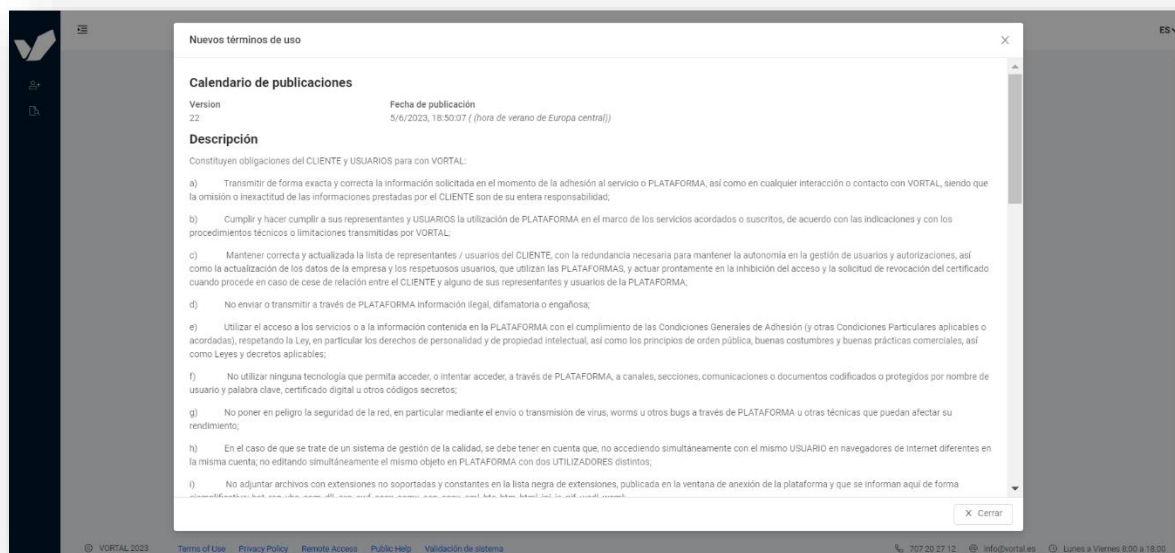 Nuevos términos de uso
ES
Calendario de publicaciones
Version
Fecha de publicación
22
5/6/2023, 18:50:07 ( (hora de verano de Europa central))
Descripción
Constituyen obligaciones del CLIENTE y USUARIOS para con VORTAL:
a) Transmitir de forma exacta y correcta la información solicitada en el momento de la adhesión al servicio o PLATAFORMA, así como en cualquier interacción o contacto con VORTAL, siendo que
la omisión o inexactitud de las informaciones prestadas por el CLIENTE son de su entera responsabilidad;
b) Cumplir y hacer cumplir a sus representantes y USUARIOS la utilización de PLATAFORMA en el marco de los servicios acordados o suscritos, de acuerdo con las indicaciones y con los
procedimientos técnicos o limitaciones transmitidas por VORTAL;
c) Mantener correcta y actualizada la lista de representantes / usuarios del CLIENTE, con la redundancia necesaria para mantener la autonomía en la gestión de usuarios y autorizaciones, así
como la actualización de los datos de la empresa y los respetuosos usuarios, que utilizan las PLATAFORMAS, y actuar prontamente en la inhibición del acceso y la solicitud de revocación del certificado
cuando procede en caso de cese de relación entre el CLIENTE y alguno de sus representantes y usuarios de la PLATAFORMA;
d) No enviar o transmitir a través de PLATAFORMA información ilegal, difamatoria o engañosa;
e) Utilizar el acceso a los servicios o a la información contenida en la PLATAFORMA con el cumplimiento de las Condiciones Generales de Adhesión (y otras Condiciones Particulares aplicables o
acordadas), respetando la Ley, en particular los derechos de personalidad y de propiedad intelectual, así como los principios de orden pública, buenas costumbres y buenas prácticas comerciales, así
como Leyes y decretos aplicables;
f) No utilizar ninguna tecnología que permita acceder, o intentar acceder, a través de PLATAFORMA, a canales, secciones, comunicaciones o documentos codificados o protegidos por nombre de
usuario y palabra clave, certificado digital u otros códigos secretos;
g) No poner en peligro la seguridad de la red, en particular mediante el envío o transmisión de virus, worms u otros bugs a través de PLATAFORMA u otras técnicas que puedan afectar su
rendimiento;
h) En el caso de que se trate de un sistema de gestión de la calidad, se debe tener en cuenta que, no accediendo simultáneamente con el mismo USUARIO en navegadores de Internet diferentes en
la misma cuenta; no editando simultáneamente el mismo objeto en PLATAFORMA con dos UTILIZADORES distintos;
i) No adjuntar archivos con extensiones no soportadas y constantes en la lista negra de extensiones, publicada en la ventana de anexión de la plataforma y que se informan aquí de forma
Cerrar
© VORTAL 2023 Terms of Use Privacy Policy Remote Access Public Help Validación de sistema 707 20 27 12 info@vortal.es Lunes a Viernes 8:00 a 18:00